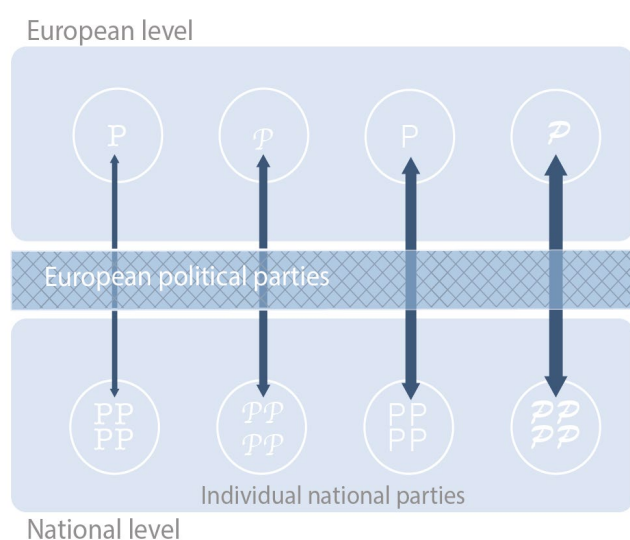 European level
P 𝒫 P 𝓟
European political parties
PP 𝒫𝒫 PP 𝓟𝓟
PP 𝒫𝒫 PP 𝓟𝓟
Individual national parties
National level